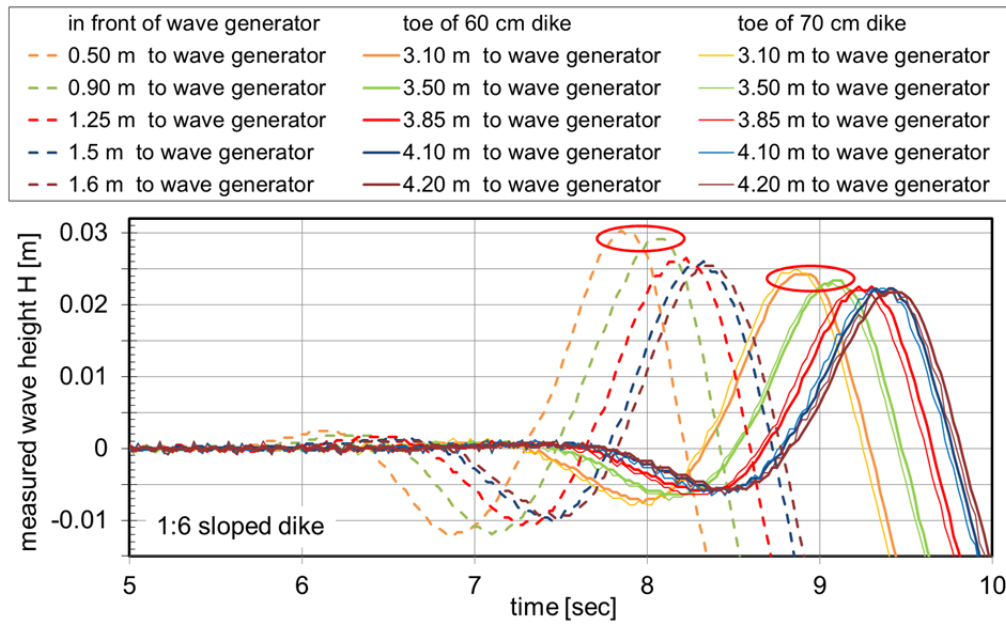 in front of wave generator toe of 60 cm dike toe of 70 cm dike
0.50 m to wave generator 3.10 m to wave generator 3.10 m to wave generator
0.90 m to wave generator 3.50 m to wave generator 3.50 m to wave generator
1.25 m to wave generator 3.85 m to wave generator 3.85 m to wave generator
1.5 m to wave generator 4.10 m to wave generator 4.10 m to wave generator
1.6 m to wave generator 4.20 m to wave generator 4.20 m to wave generator
measured wave height H [m]
0.03
0.02
0.01
0
-0.01
1:6 sloped dike
5 6 7 8 9 10
time [sec]